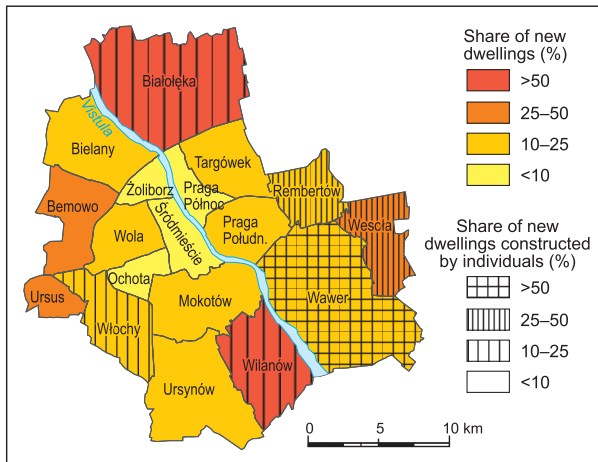 Share of new
dwellings (%)
>50
25–50
10–25
<10
Share of new
dwellings constructed
by individuals (%)
>50
25–50
10–25
<10
Białołęka
Vistula
Bielany
Targówek
Żoliborz
Praga
Północ
Rembertów
Bemowo
Śródmieście
Wola
Praga
Połudn.
Wescła
Ochota
Ursus
Włochy
Mokotów
Wawer
Wilanów
Ursynów
0 5 10 km